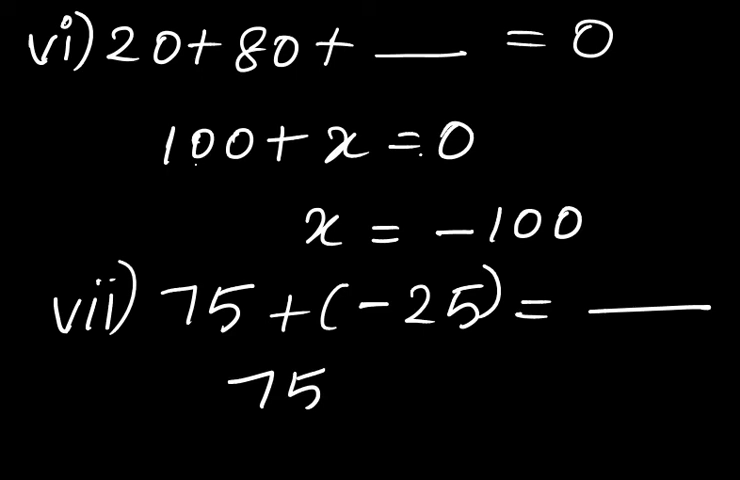 vi) 20 + 80 + ___ = 0
100 + x = 0
x = -100
vii) 75 + (-25) = ___
75